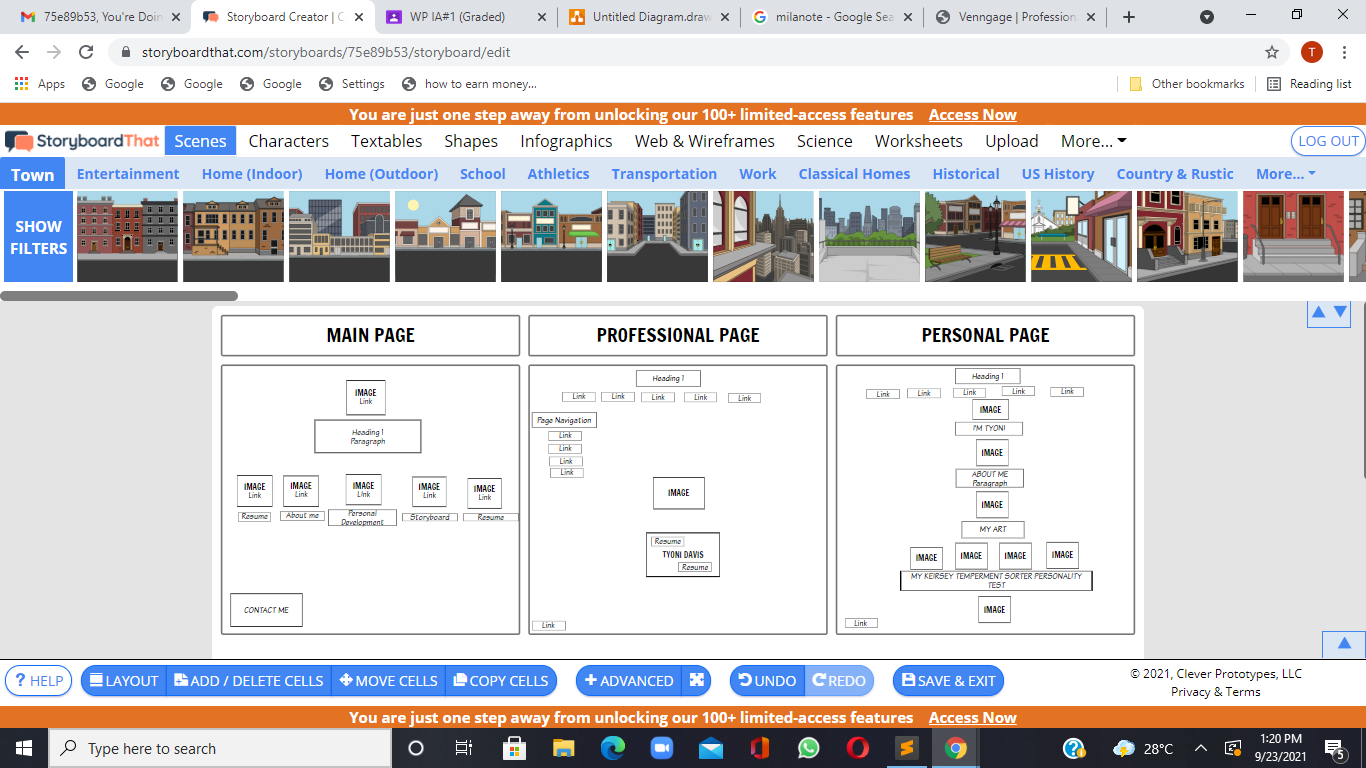 75e89b53, You're Doin
Storyboard Creator | C
WP IA#1 (Graded)
Untitled Diagram.draw
milanote - Google Sea
Venngage | Profession
storyboardthat.com/storyboards/75e89b53/storyboard/edit
T
Apps Google Google Google Settings how to earn money... Other bookmarks Reading list
You are just one step away from unlocking our 100+ limited-access features Access Now
StoryboardThat Scenes Characters Textables Shapes Infographics Web & Wireframes Science Worksheets Upload More... LOG OUT
Town Entertainment Home (Indoor) Home (Outdoor) School Athletics Transportation Work Classical Homes Historical US History Country & Rustic More...
SHOW
FILTERS
MAIN PAGE
IMAGE
Link
Heading 1
Paragraph
IMAGE
Link
IMAGE
Link
IMAGE
Link
IMAGE
Link
IMAGE
Link
Resume
About me
Personal
Development
Storyboard
Resume
CONTACT ME
PROFESSIONAL PAGE
Heading 1
Link Link Link Link Link
Page Navigation
Link
Link
Link
Link
IMAGE
Resume
TYONI DAVIS
Resume
Link
PERSONAL PAGE
Heading 1
Link Link Link Link Link
IMAGE
I'M TYONI
IMAGE
ABOUT ME
Paragraph
IMAGE
MY ART
IMAGE IMAGE IMAGE IMAGE
MY KEIRSEY TEMPERMENT SORTER PERSONALITY
TEST
IMAGE
Link
? HELP LAYOUT ADD / DELETE CELLS MOVE CELLS COPY CELLS ADVANCED UNDO REDO SAVE & EXIT
© 2021, Clever Prototypes, LLC
Privacy & Terms
You are just one step away from unlocking our 100+ limited-access features Access Now
Type here to search
28°C
1:20 PM
9/23/2021
5